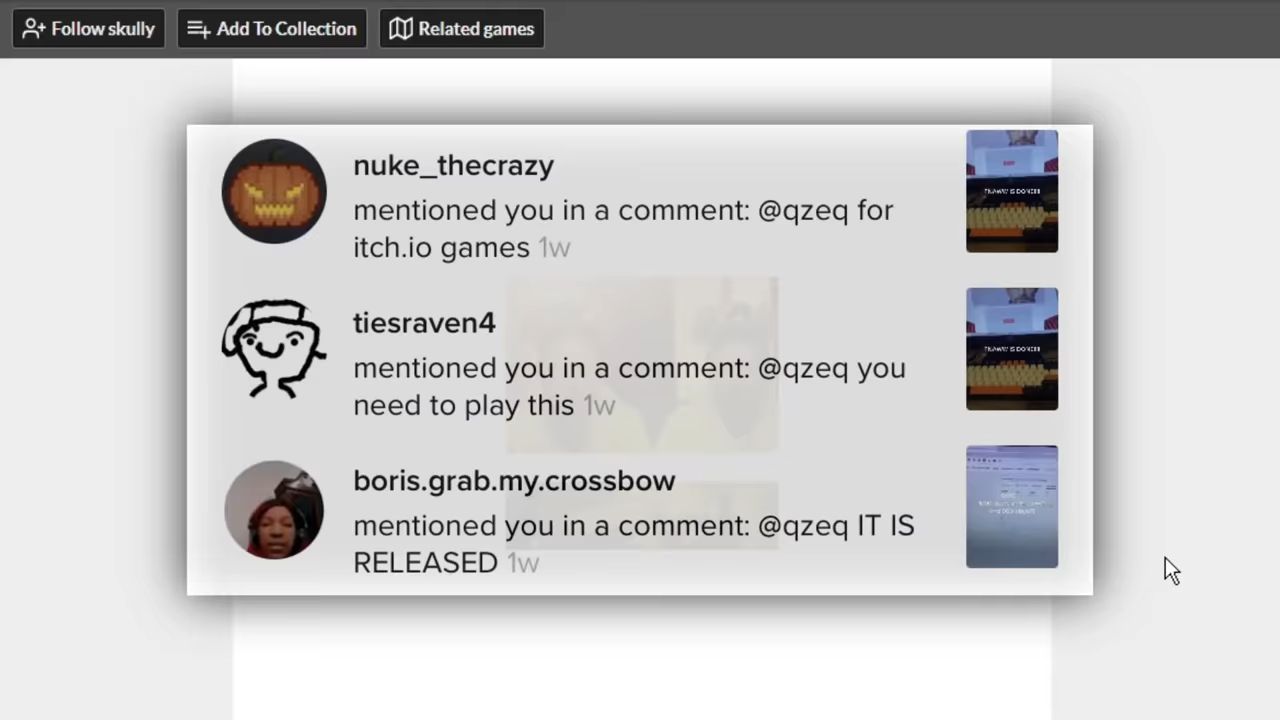 Follow skully
Add To Collection
Related games
nuke_thecrazy
mentioned you in a comment: @qzeq for
itch.io games 1w
tiesraven4
mentioned you in a comment: @qzeq you
need to play this 1w
boris.grab.my.crossbow
mentioned you in a comment: @qzeq IT IS
RELEASED 1w